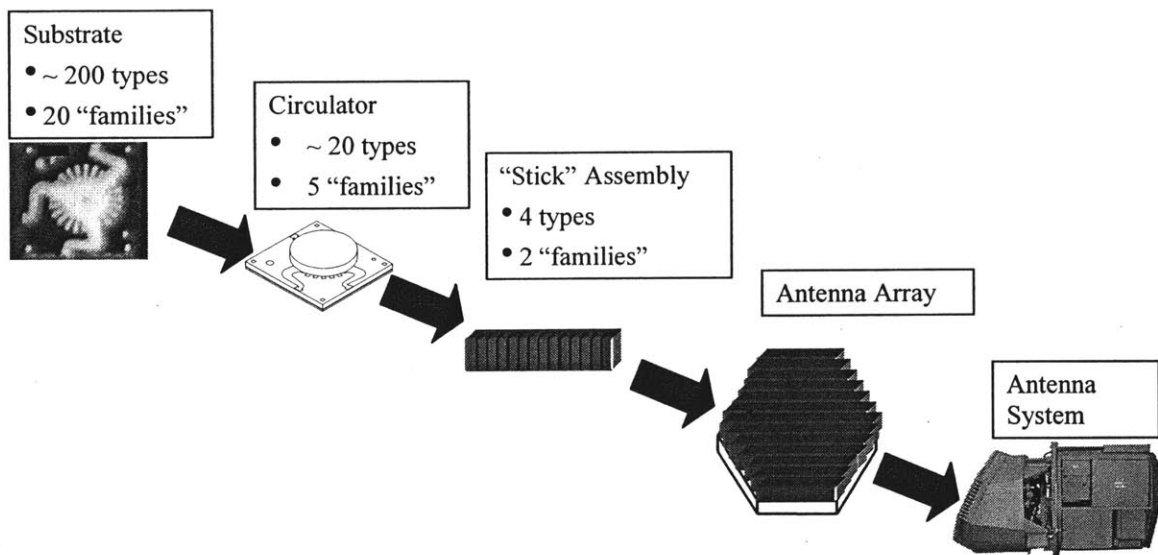 Substrate
• ~ 200 types
• 20 “families”
Circulator
• ~ 20 types
• 5 “families”
“Stick” Assembly
• 4 types
• 2 “families”
Antenna Array
Antenna
System